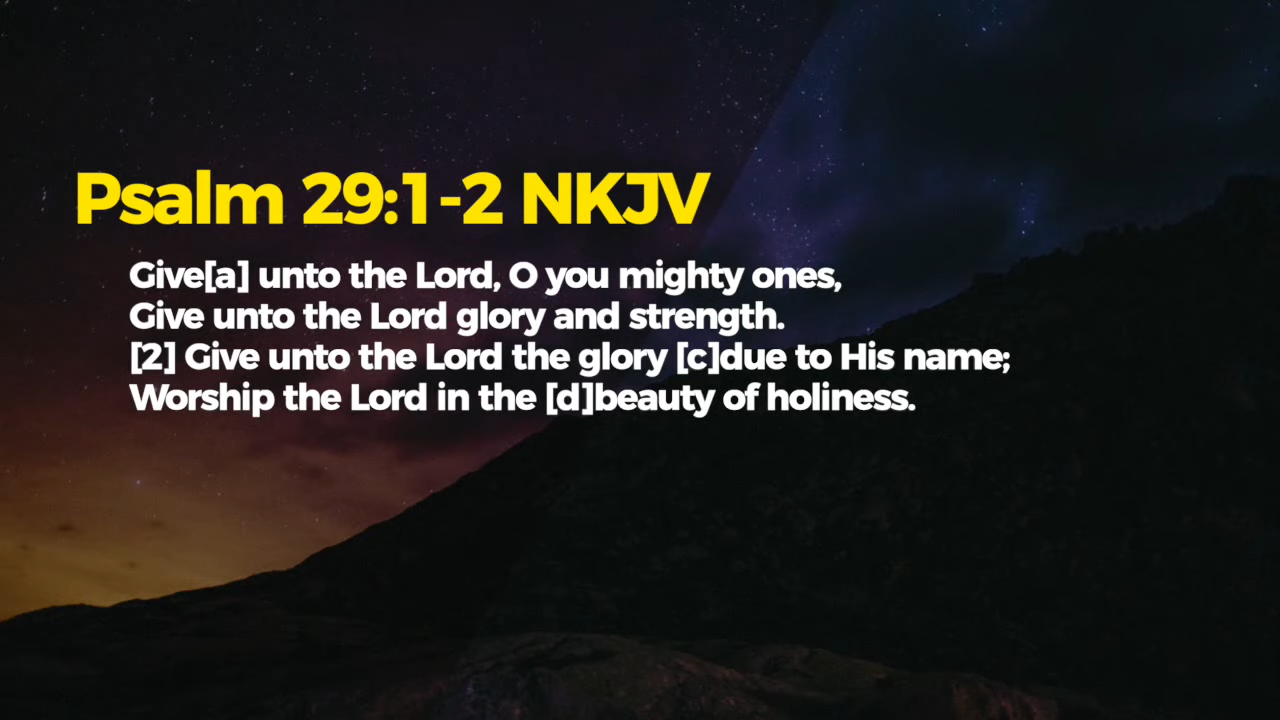 Psalm 29:1-2 NKJV
Give[a] unto the Lord, O you mighty ones,
Give unto the Lord glory and strength.
[2] Give unto the Lord the glory [c]due to His name;
Worship the Lord in the [d]beauty of holiness.